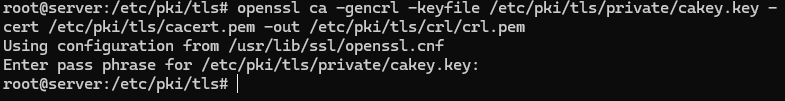 root@server:/etc/pki/tls# openssl ca -gencrl -keyfile /etc/pki/tls/private/cakey.key -
cert /etc/pki/tls/cacert.pem -out /etc/pki/tls/crl/crl.pem
Using configuration from /usr/lib/ssl/openssl.cnf
Enter pass phrase for /etc/pki/tls/private/cakey.key:
root@server:/etc/pki/tls#